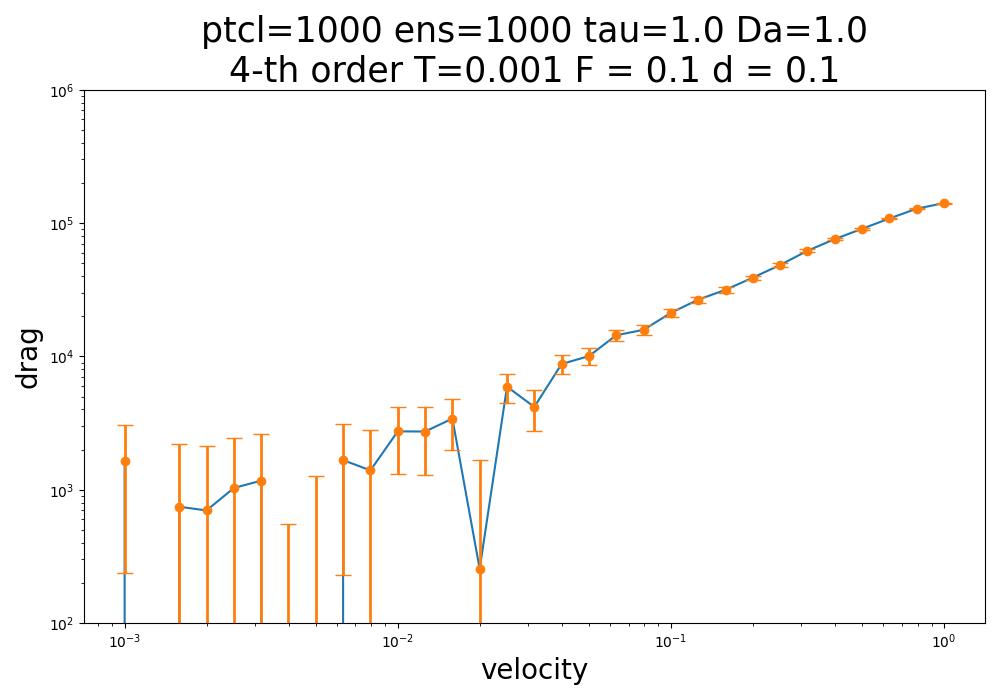 ptcl=1000 ens=1000 tau=1.0 Da=1.0
4-th order T=0.001 F = 0.1 d = 0.1
10^6
10^5
10^4
10^3
10^2
drag
10^-3
10^-2
10^-1
10^0
velocity